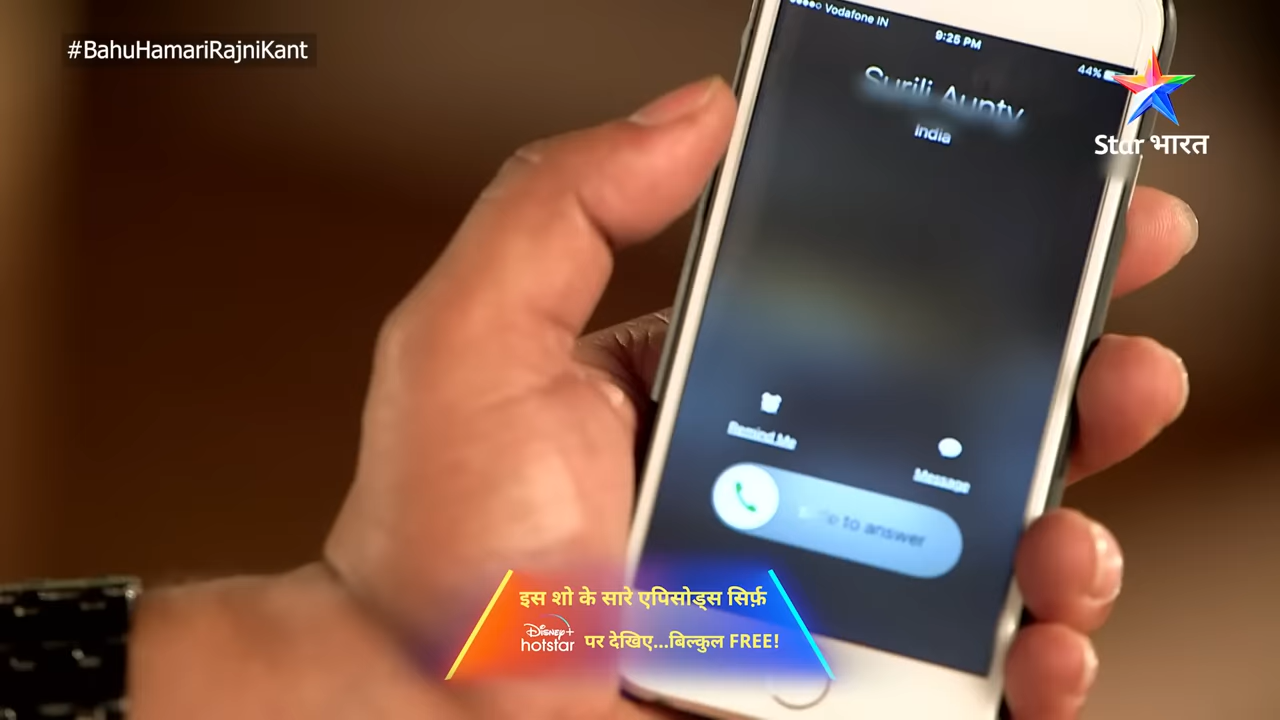 #BahuHamariRajniKant
Vodafone IN
9:25 PM
44%
Surili Aunty
India
Star भारत
Remind Me
Message
to answer
इस शो के सारे एपिसोड्स सिर्फ़
Disney+
hotstar पर देखिए...बिल्कुल FREE!